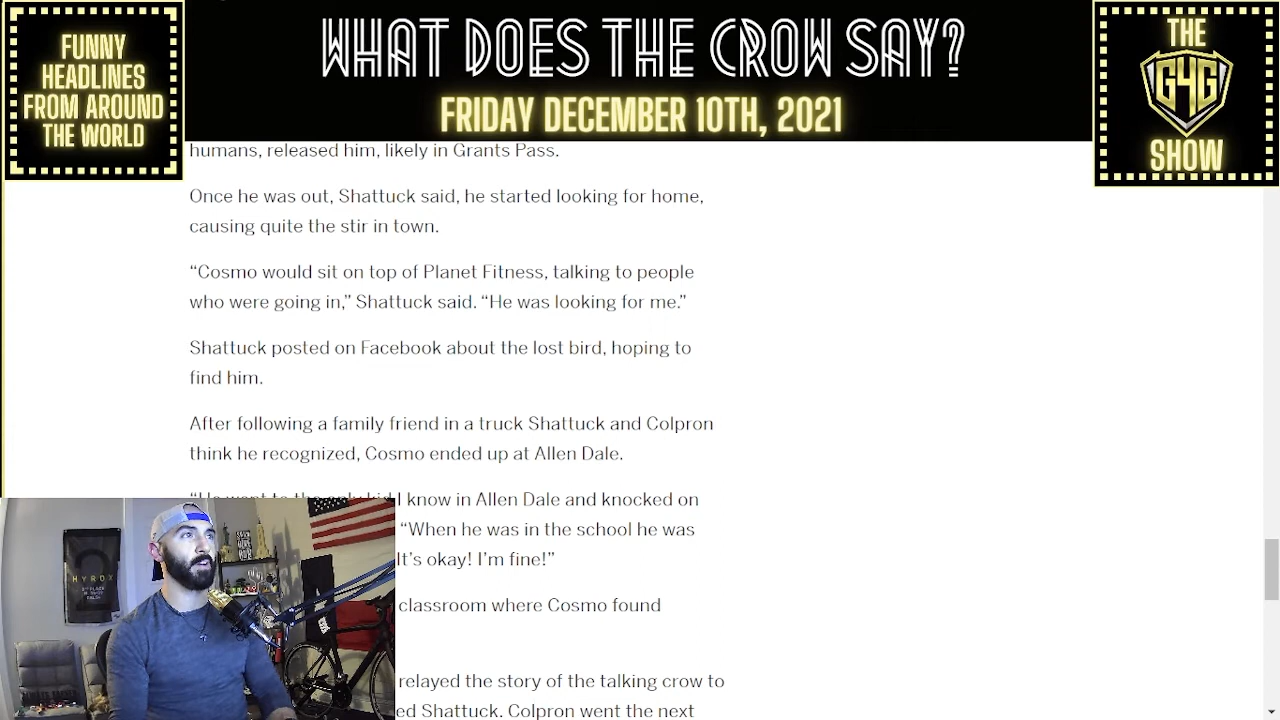 FUNNY
HEADLINES
FROM AROUND
THE WORLD
WHAT DOES THE CROW SAY?
FRIDAY DECEMBER 10TH, 2021
THE
G4G
SHOW
humans, released him, likely in Grants Pass.
Once he was out, Shattuck said, he started looking for home,
causing quite the stir in town.
“Cosmo would sit on top of Planet Fitness, talking to people
who were going in,” Shattuck said. “He was looking for me.”
Shattuck posted on Facebook about the lost bird, hoping to
find him.
After following a family friend in a truck Shattuck and Colpron
think he recognized, Cosmo ended up at Allen Dale.
“He went to the only kid I know in Allen Dale and knocked on
“When he was in the school he was
It’s okay! I’m fine!”
classroom where Cosmo found
relayed the story of the talking crow to
ed Shattuck. Colpron went the next
HYROX